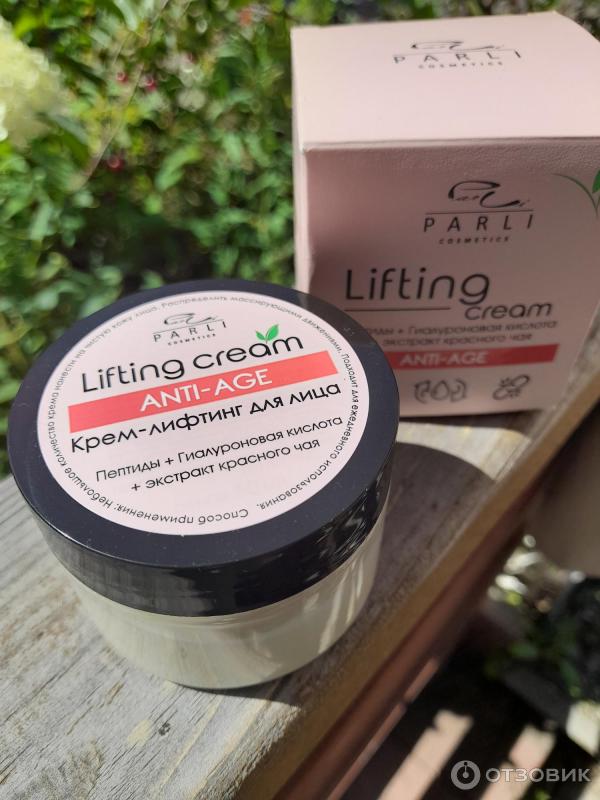 PARLI
COSMETICS
PARLI
COSMETICS
Lifting
cream
Пептиды + Гиалуроновая кислота
экстракт красного чая
ANTI-AGE
PARLI
COSMETICS
Lifting cream
ANTI-AGE
Крем-лифтинг для лица
Пептиды + Гиалуроновая кислота
+ экстракт красного чая
Способ применения: Небольшое количество крема нанести на чистую кожу лица. Распределить массирующими движениями. Подходит для ежедневного использования.
ОТЗОВИК